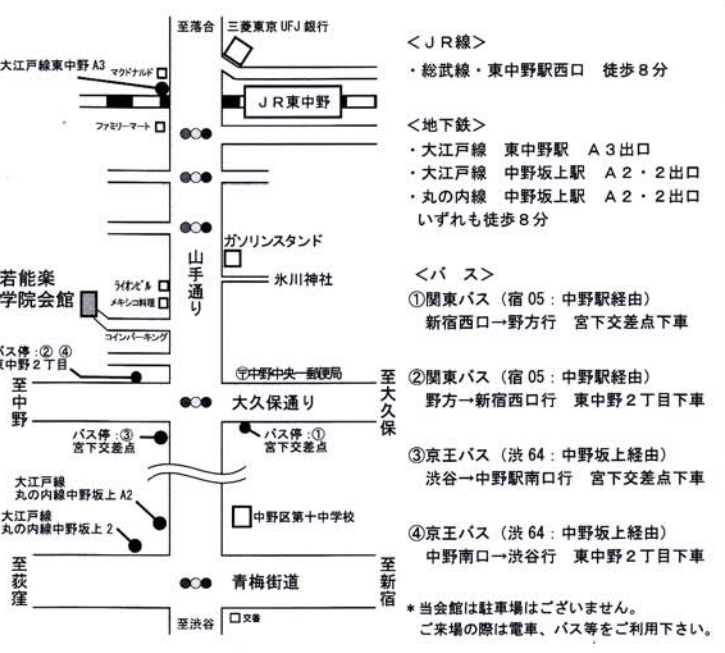 至落合
三菱東京UFJ銀行
大江戸線東中野A3
マクドナルド
JR東中野
ファミリーマート
ガソリンスタンド
山手通り
氷川神社
若能楽
学院会館
ライオンビル
メキシコ料理
コインパーキング
バス停:② ④
東中野2丁目
〒中野中央一郵便局
至中野
大久保通り
至大久保
バス停:③
宮下交差点
バス停:①
宮下交差点
大江戸線
丸の内線中野坂上 A2
大江戸線
丸の内線中野坂上 2
中野区第十中学校
至荻窪
青梅街道
至新宿
至渋谷
交番
<JR線>
・総武線・東中野駅西口 徒歩8分
<地下鉄>
・大江戸線 東中野駅 A3出口
・大江戸線 中野坂上駅 A2・2出口
・丸の内線 中野坂上駅 A2・2出口
いずれも徒歩8分
<バ ス>
①関東バス(宿05:中野駅経由)
新宿西口→野方行 宮下交差点下車
②関東バス(宿05:中野駅経由)
野方→新宿西口行 東中野2丁目下車
③京王バス(渋64:中野坂上経由)
渋谷→中野駅南口行 宮下交差点下車
④京王バス(渋64:中野坂上経由)
中野南口→渋谷行 東中野2丁目下車
*当会館は駐車場はございません。
ご来場の際は電車、バス等をご利用下さい。